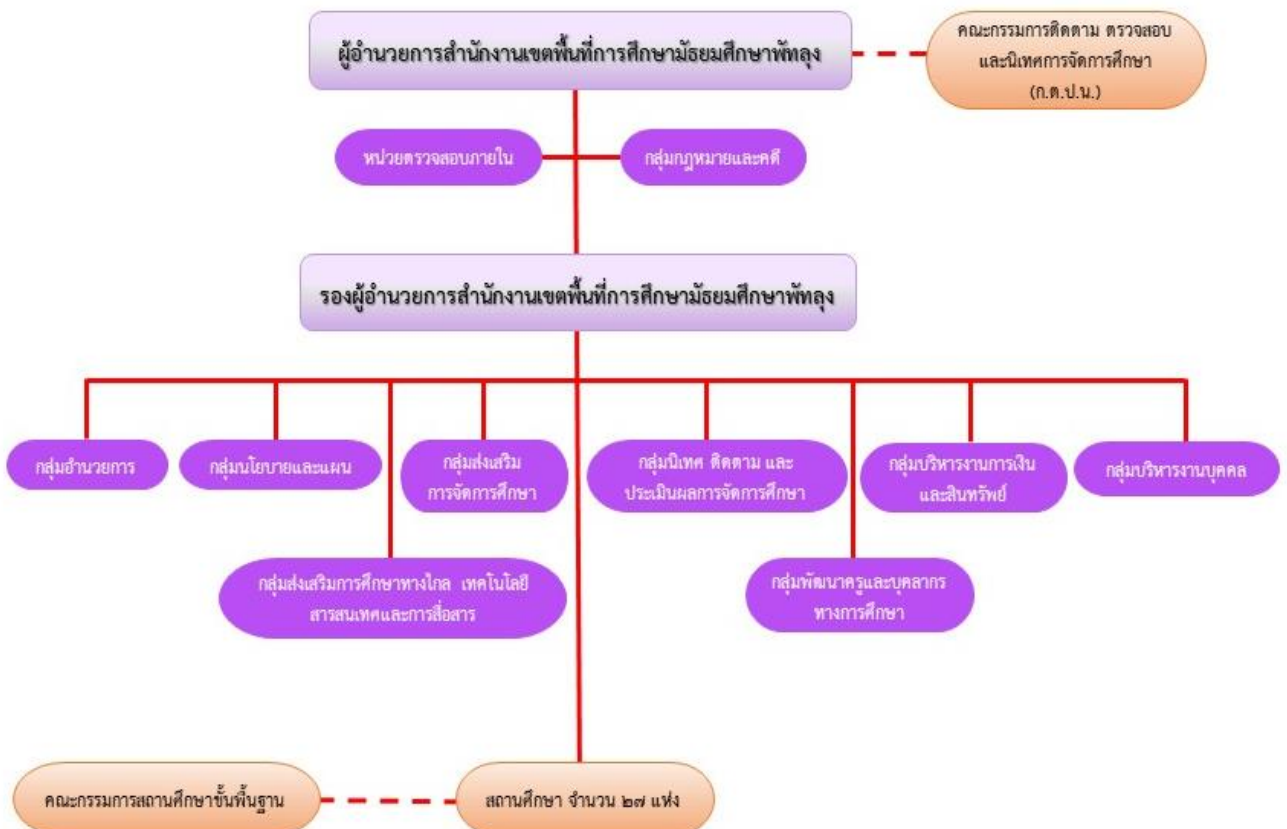 ผู้อำนวยการสำนักงานเขตพื้นที่การศึกษามัธยมศึกษาพัทลุง
คณะกรรมการติดตาม ตรวจสอบ
และนิเทศการจัดการศึกษา
(ก.ต.ป.น.)
หน่วยตรวจสอบภายใน
กลุ่มกฎหมายและคดี
รองผู้อำนวยการสำนักงานเขตพื้นที่การศึกษามัธยมศึกษาพัทลุง
กลุ่มอำนวยการ
กลุ่มนโยบายและแผน
กลุ่มส่งเสริม
การจัดการศึกษา
กลุ่มนิเทศ ติดตาม และ
ประเมินผลการจัดการศึกษา
กลุ่มบริหารงานการเงิน
และสินทรัพย์
กลุ่มบริหารงานบุคคล
กลุ่มส่งเสริมการศึกษาทางไกล เทคโนโลยี
สารสนเทศและการสื่อสาร
กลุ่มพัฒนาครูและบุคลากร
ทางการศึกษา
คณะกรรมการสถานศึกษาขั้นพื้นฐาน
สถานศึกษา จำนวน ๒๗ แห่ง